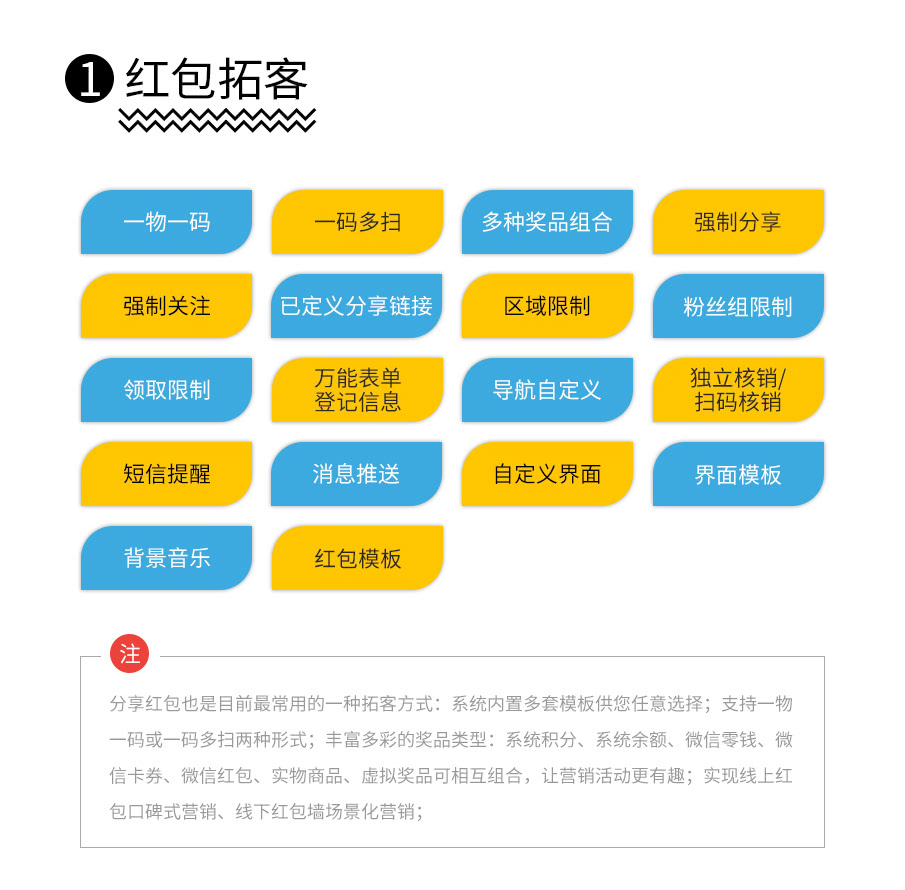 1 红包拓客
一物一码 一码多扫 多种奖品组合 强制分享
强制关注 已定义分享链接 区域限制 粉丝组限制
领取限制 万能表单 导航自定义 独立核销/
登记信息 扫码核销
短信提醒 消息推送 自定义界面 界面模板
背景音乐 红包模板
注
分享红包也是目前最常用的一种拓客方式：系统内置多套模板供您任意选择；支持一物
一码或一码多扫两种形式；丰富多彩的奖品类型：系统积分、系统余额、微信零钱、微
信卡券、微信红包、实物商品、虚拟奖品可相互组合，让营销活动更有趣；实现线上红
包口碑式营销、线下红包墙场景化营销；